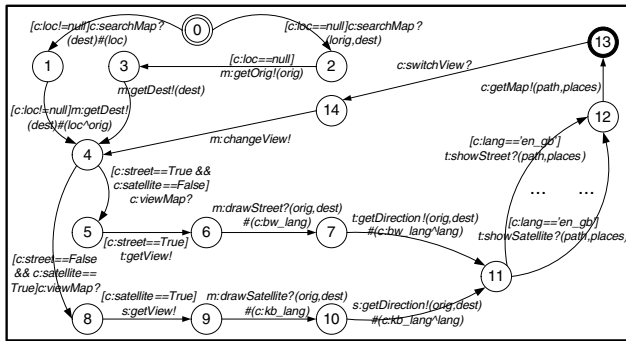 [c:loc!=null]c:searchMap?
(dest)#(loc)
0
[c:loc==null]c:searchMap?
(lorig,dest)
13
1
3
[c:loc==null]
m:getOrig!(orig)
2
c:switchView?
c:getMap!(path,places)
m:getDest!(dest)
[c:loc!=null]m:getDest!
(dest)#(loc^orig)
14
12
4
m:changeView!
[c:lang=='en_gb']
t:showStreet?(path,places)
[c:street==True &&
c:satellite==False]
c:viewMap?
... ...
5
[c:street==True]
t:getView!
6
m:drawStreet?(orig,dest)
#(c:bw_lang)
7
t:getDirection!(orig,dest)
#(c:bw_lang^lang)
[c:lang=='en_gb']
t:showSatellite?(path,places)
11
[c:street==False
&& c:satellite==
True]c:viewMap?
8
[c:satellite==True]
s:getView!
9
m:drawSatellite?(orig,dest)
#(c:kb_lang)
10
s:getDirection!(orig,dest)
#(c:kb_lang^lang)